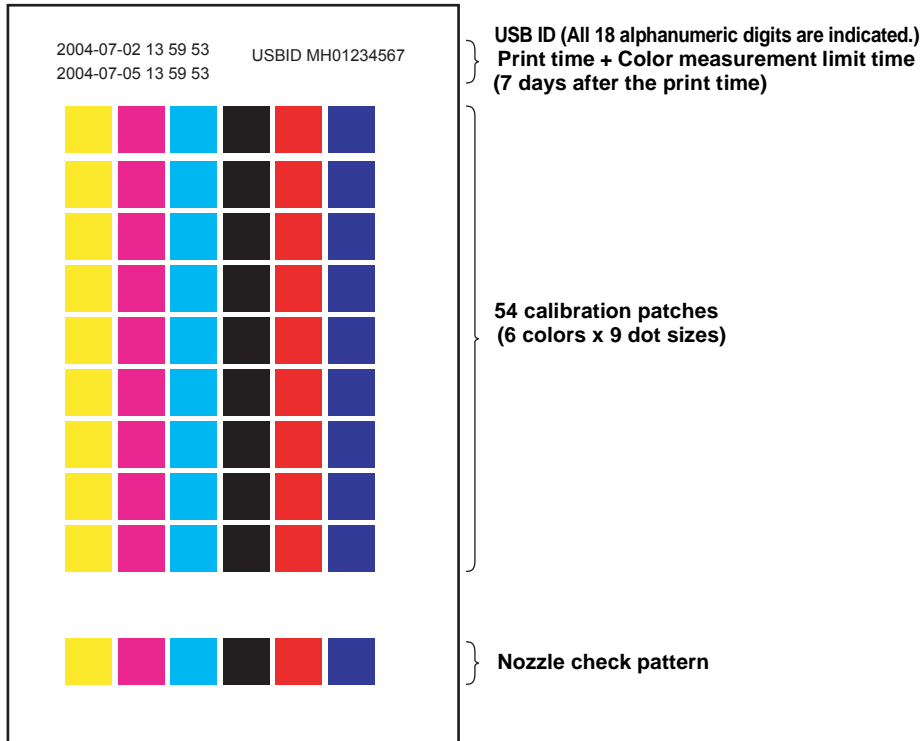 2004-07-02 13 59 53
2004-07-05 13 59 53
USBID MH01234567
USB ID (All 18 alphanumeric digits are indicated.)
Print time + Color measurement limit time
(7 days after the print time)
54 calibration patches
(6 colors x 9 dot sizes)
Nozzle check pattern